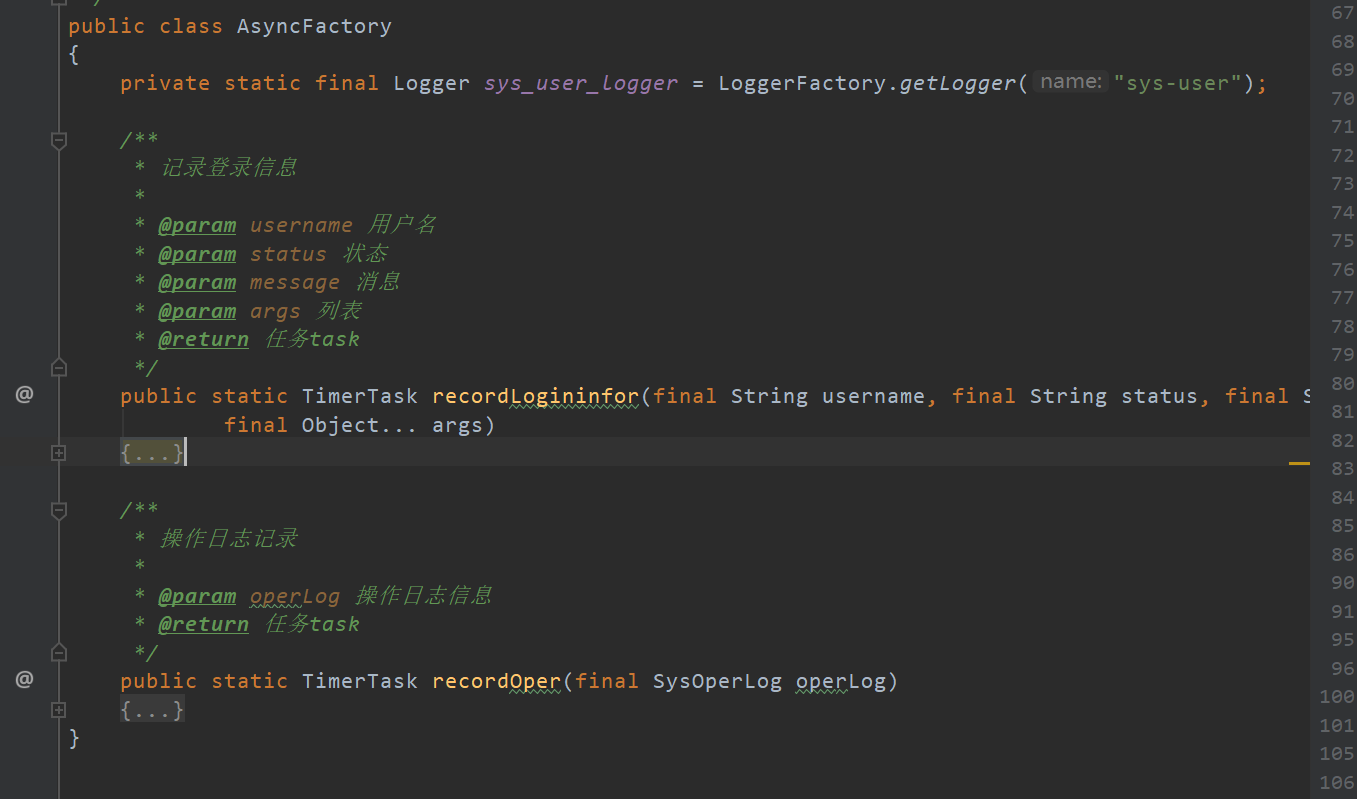 public class AsyncFactory
{
private static final Logger sys_user_logger = LoggerFactory.getLogger( name: "sys-user");
/**
* 记录登录信息
*
* @param username 用户名
* @param status 状态
* @param message 消息
* @param args 列表
* @return 任务task
*/
@ public static TimerTask recordLogininfor(final String username, final String status, final S
final Object... args)
{...}
/**
* 操作日志记录
*
* @param operLog 操作日志信息
* @return 任务task
*/
@ public static TimerTask recordOper(final SysOperLog operLog)
{...}
}
67
68
69
70
71
72
73
74
75
76
77
78
79
80
81
82
83
84
85
86
90
91
95
96
100
101
105
106